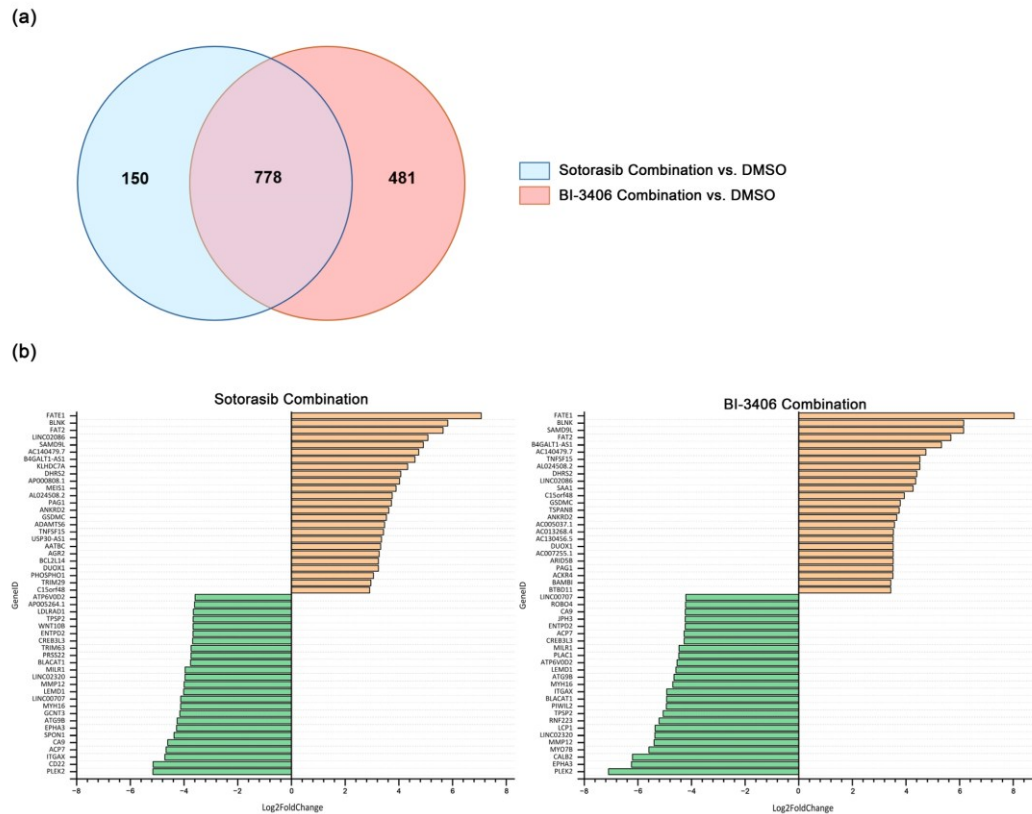 (a)
150
778
481
Sotorasib Combination vs. DMSO
BI-3406 Combination vs. DMSO
(b)
Sotorasib Combination
GeneID
FATE1
BLNK
FAT2
LINC02086
SAMD9L
AC140479.7
B4GALT1-AS1
KLHDC7A
DHRS2
AP000808.1
MEIS1
AL024508.2
PAG1
ANKRD2
GSDMC
ADAMTS6
TNFSF15
USP30-AS1
AATBC
AGR2
BCL2L14
DUOX1
PHOSPHO1
TRIM29
C15orf48
ATP6V0D2
AP005264.1
LDLRAD1
TPSP2
WNT10B
ENTPD2
CREB3L3
TRIM63
PRSS22
BLACAT1
MILR1
LINC02320
MMP12
LEMD1
LINC00707
MYH16
GCNT3
ATG9B
EPHA3
SPON1
CA9
ACP7
ITGAX
CD22
PLEK2
−8 −6 −4 −2 0 2 4 6 8
Log2FoldChange
BI-3406 Combination
GeneID
FATE1
BLNK
SAMD9L
FAT2
B4GALT1-AS1
AC140479.7
TNFSF15
AL024508.2
DHRS2
LINC02086
SAA1
C15orf48
GSDMC
TSPAN8
ANKRD2
AC005037.1
AC013268.4
AC130456.5
DUOX1
AC007255.1
ARID5B
PAG1
ACKR4
BAMBI
BTBD11
LINC00707
ROBO4
CA9
JPH3
ENTPD2
ACP7
CREB3L3
MILR1
PLAC1
ATP6V0D2
LEMD1
ATG9B
MYH16
ITGAX
BLACAT1
PIWIL2
TPSP2
RNF223
LCP1
LINC02320
MMP12
MYO7B
CALB2
EPHA3
PLEK2
−8 −6 −4 −2 0 2 4 6 8
Log2FoldChange